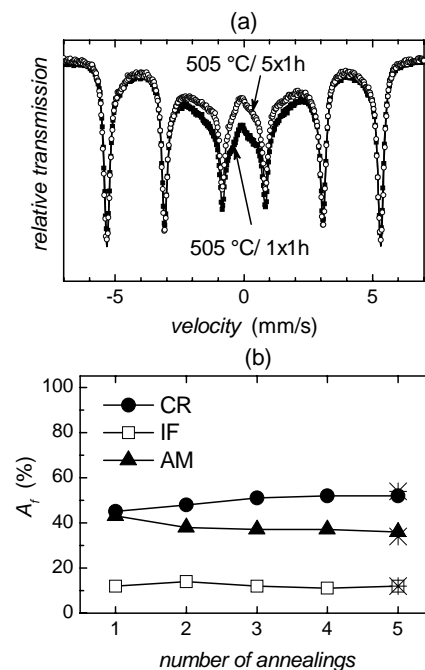 (a)
relative transmission
505 °C/ 5x1h
505 °C/ 1x1h
-5 0 5
velocity (mm/s)
(b)
A_f (%)
100
80
60
40
20
0
CR
IF
AM
1 2 3 4 5
number of annealings